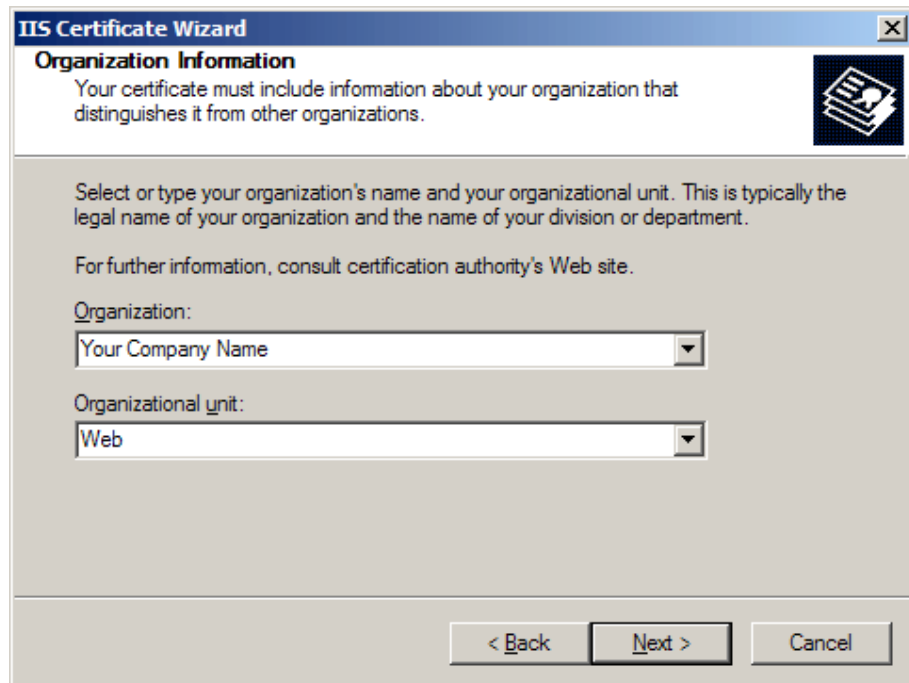 IIS Certificate Wizard
Organization Information
Your certificate must include information about your organization that
distinguishes it from other organizations.
Select or type your organization's name and your organizational unit. This is typically the
legal name of your organization and the name of your division or department.
For further information, consult certification authority's Web site.
Organization:
Your Company Name
Organizational unit:
Web
< Back Next > Cancel